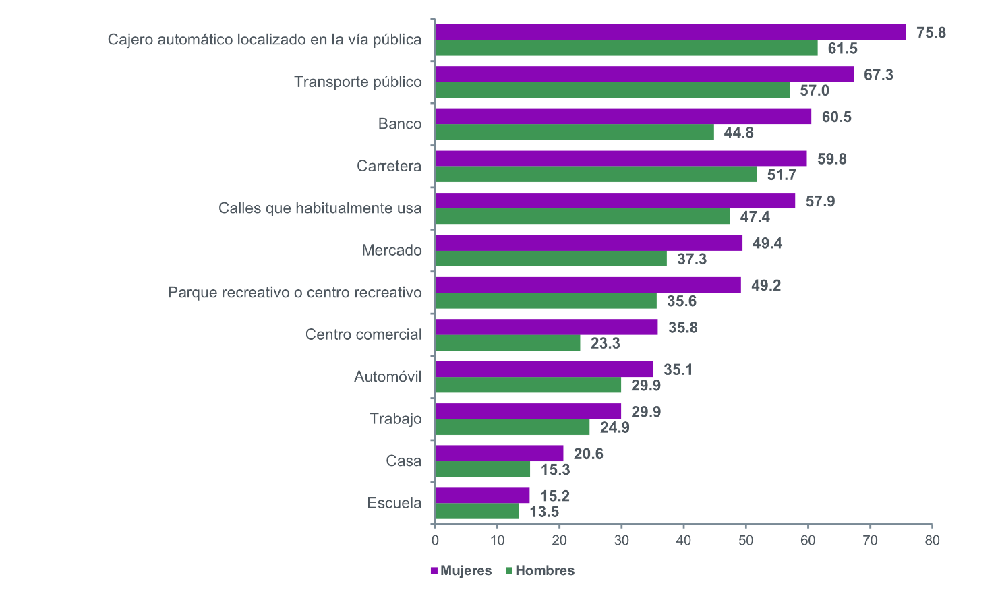 Cajero automático localizado en la vía pública
75.8
61.5
Transporte público
67.3
57.0
Banco
60.5
44.8
Carretera
59.8
51.7
Calles que habitualmente usa
57.9
47.4
Mercado
49.4
37.3
Parque recreativo o centro recreativo
49.2
35.6
Centro comercial
35.8
23.3
Automóvil
35.1
29.9
Trabajo
29.9
24.9
Casa
20.6
15.3
Escuela
15.2
13.5
0 10 20 30 40 50 60 70 80
Mujeres Hombres